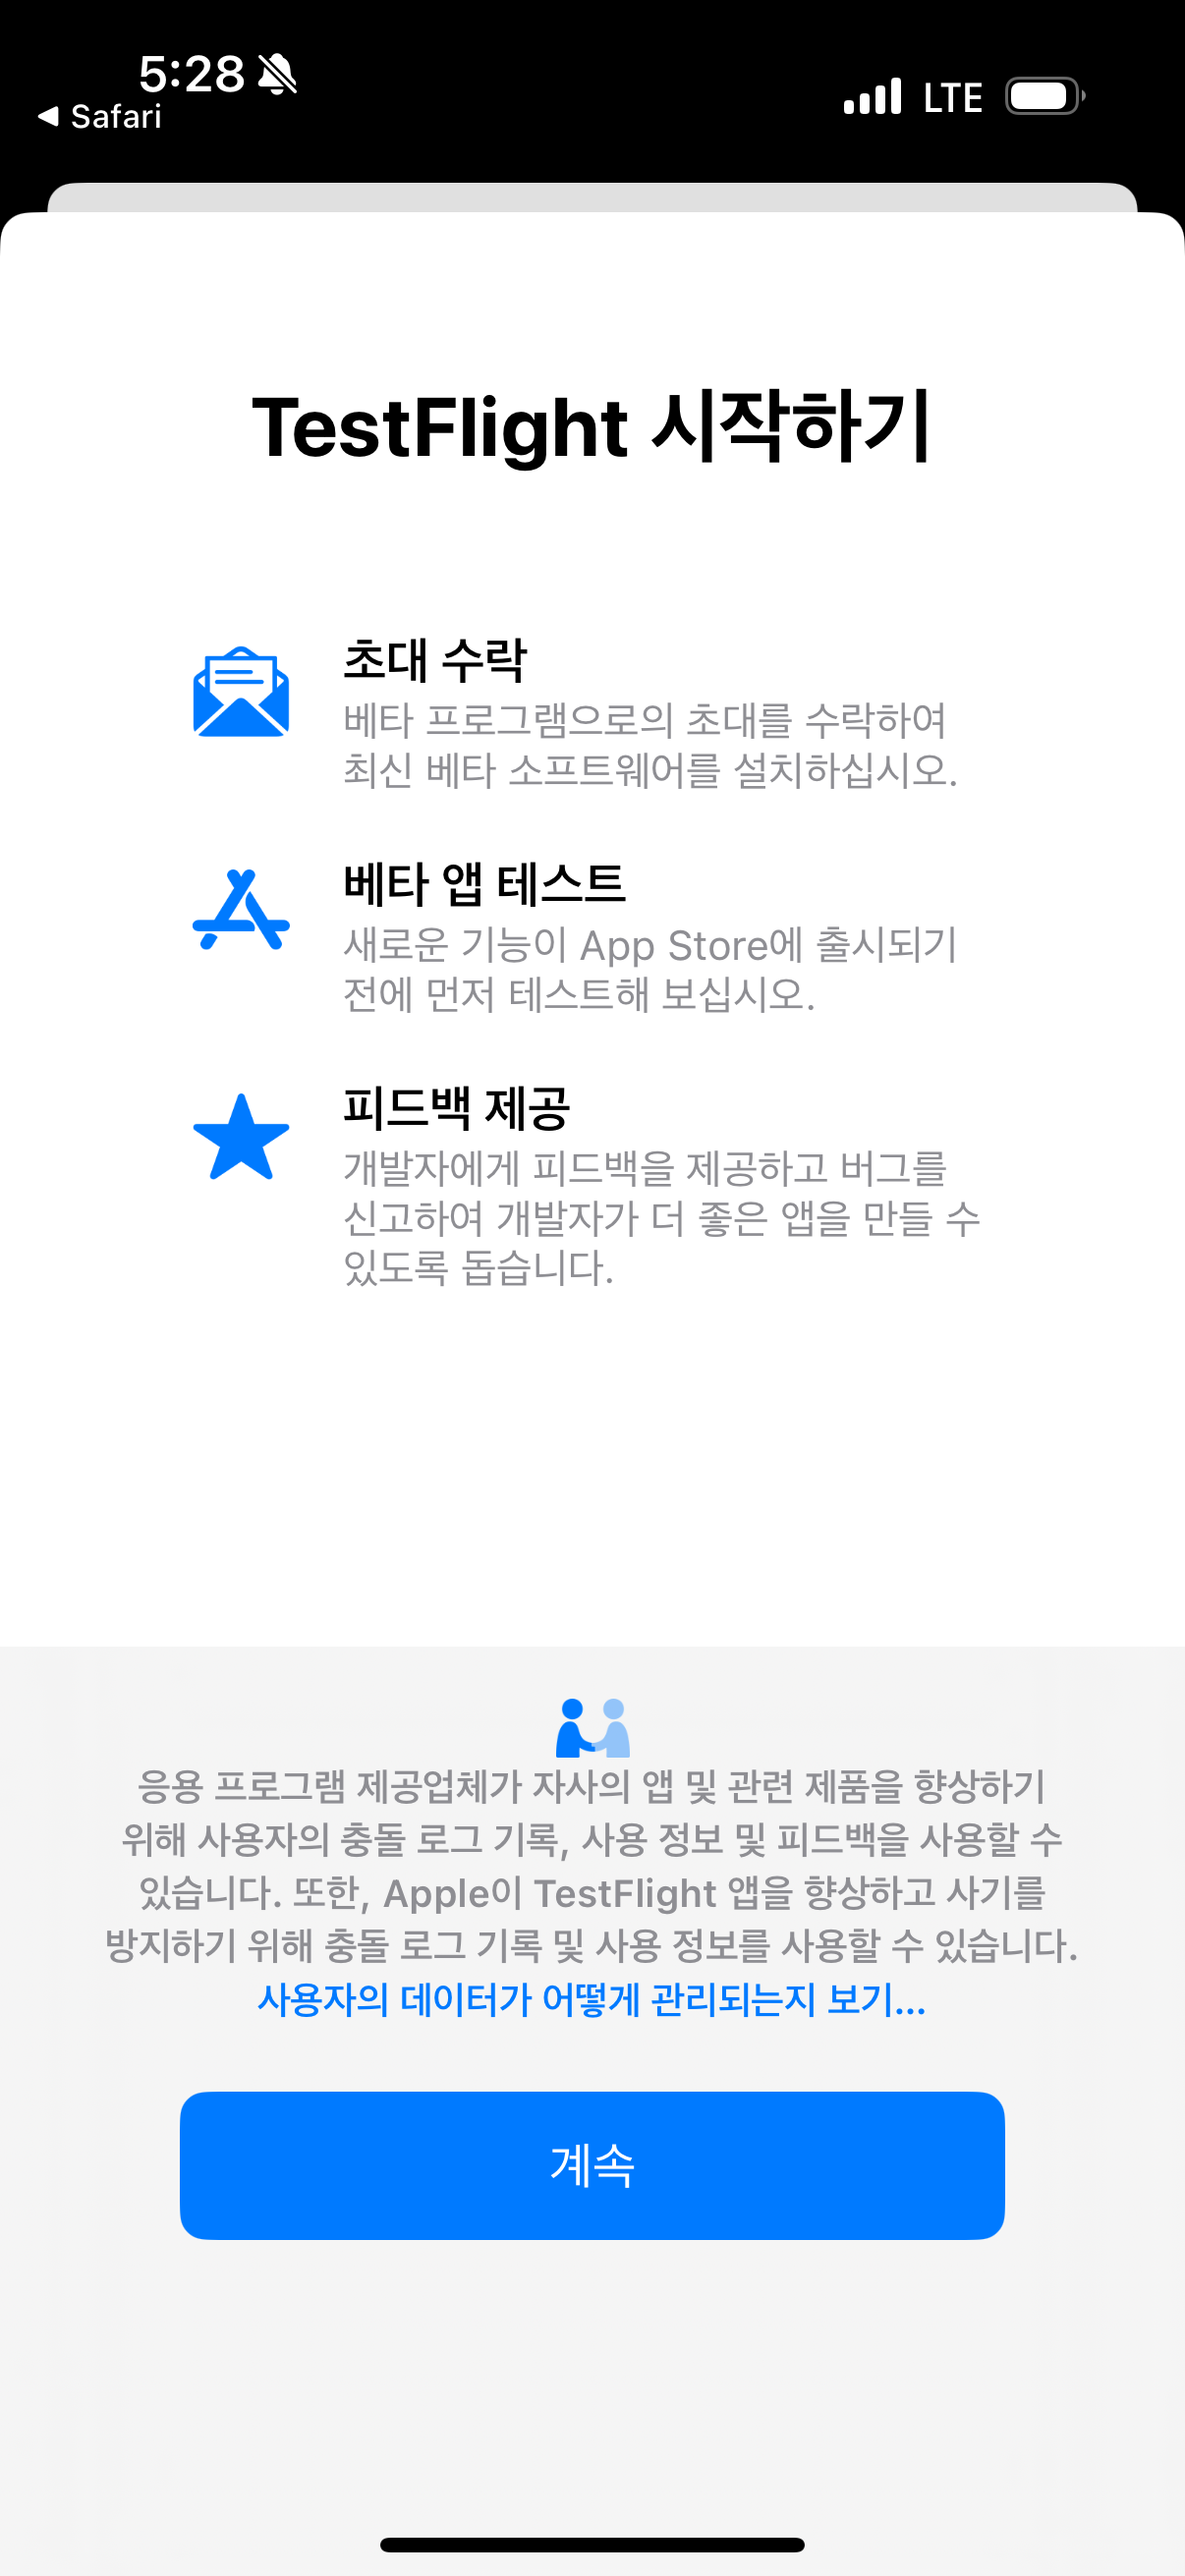 5:28
Safari
LTE
TestFlight 시작하기
초대 수락
베타 프로그램으로의 초대를 수락하여
최신 베타 소프트웨어를 설치하십시오.
베타 앱 테스트
새로운 기능이 App Store에 출시되기
전에 먼저 테스트해 보십시오.
피드백 제공
개발자에게 피드백을 제공하고 버그를
신고하여 개발자가 더 좋은 앱을 만들 수
있도록 돕습니다.
응용 프로그램 제공업체가 자사의 앱 및 관련 제품을 향상하기
위해 사용자의 충돌 로그 기록, 사용 정보 및 피드백을 사용할 수
있습니다. 또한, Apple이 TestFlight 앱을 향상하고 사기를
방지하기 위해 충돌 로그 기록 및 사용 정보를 사용할 수 있습니다.
사용자의 데이터가 어떻게 관리되는지 보기...
계속